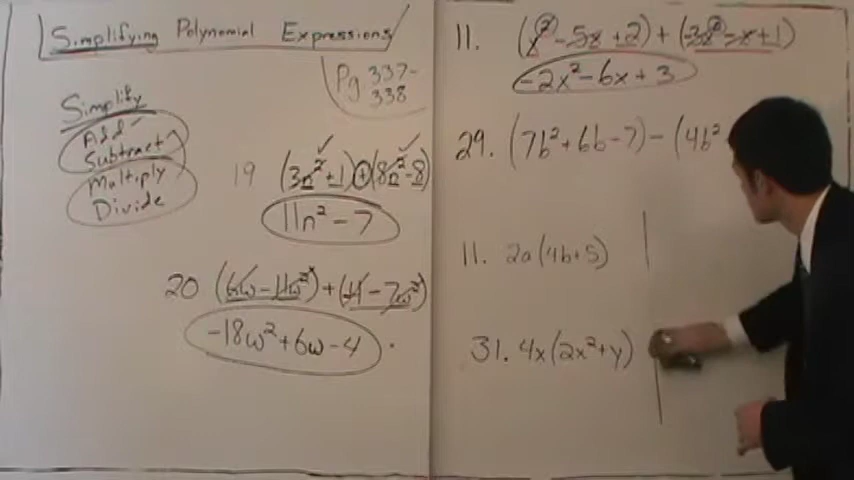 Simplifying Polynomial Expressions
Pg 337-
338
Simplify
Add
Subtract
Multiply
Divide
19 (3n²+1)+(8n²-8)
11n² - 7
20 (6w - 11w²)+(-4 - 7w²)
-18w² + 6w - 4
11. (x² - 5x + 2) + (-3x² - x + 1)
-2x² - 6x + 3
29. (7b² + 6b - 7) - (4b²
11. 2a(4b+5)
31. 4x(2x²+y)